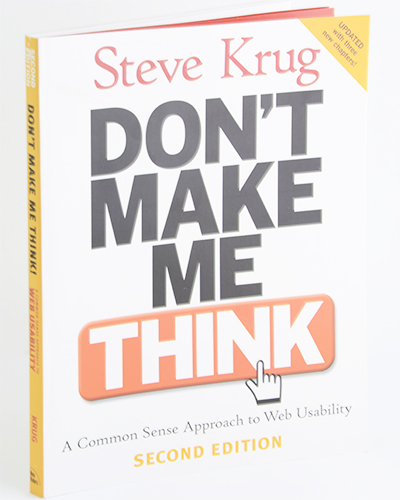 Steve Krug
UPDATED
with three
new chapters!
DON'T
MAKE
ME
THINK
A Common Sense Approach to Web Usability
SECOND EDITION
SECOND EDITION
DON'T MAKE ME THINK!
WEB USABILITY
KRUG